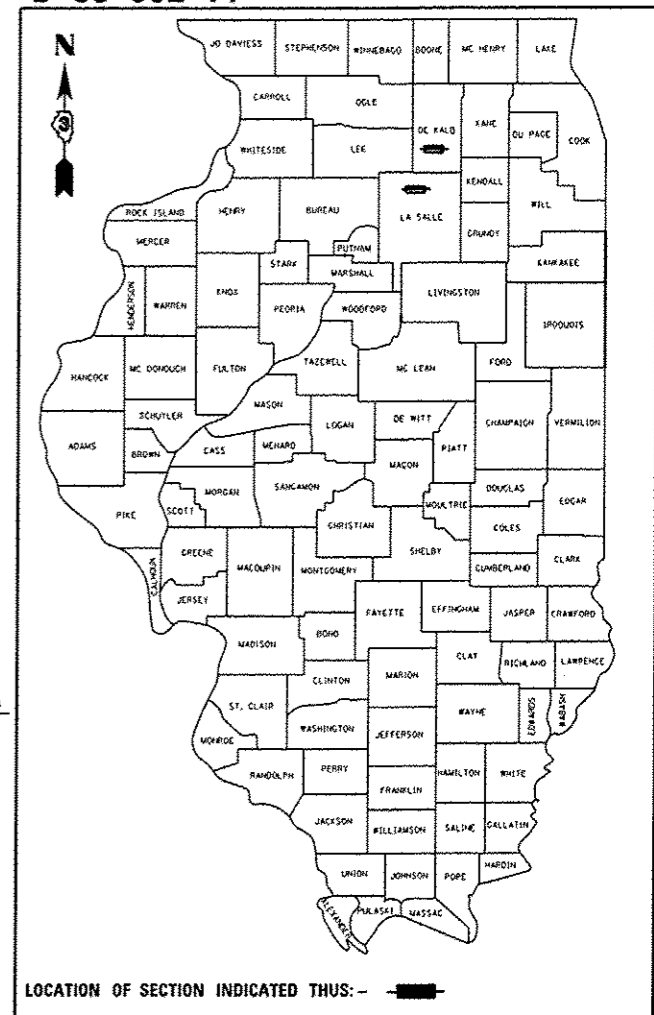 N
3
JO DAVIESS STEPHENSON WINNEBAGO BOONE MC HENRY LAKE
CARROLL OGLE
DE KALB KANE DU PAGE COOK
WHITESIDE LEE
KENDALL WILL
ROCK ISLAND HENRY BUREAU LA SALLE
MERCER PUTNAM GRUNDY
STARK MARSHALL KANKAKEE
HENDERSON WARREN KNOX PEORIA WOODFORD LIVINGSTON
IROQUOIS
HANCOCK MC DONOUGH FULTON TAZEWELL MC LEAN FORD
MASON
SCHUYLER LOGAN DE WITT CHAMPAIGN VERMILION
ADAMS BROWN CASS MENARD PIATT
MACON
MORGAN SANGAMON DOUGLAS EDGAR
PIKE SCOTT CHRISTIAN MOULTRIE
COLES
GREENE SHELBY
CALHOUN MACOUPIN MONTGOMERY CUMBERLAND CLARK
JERSEY
FAYETTE EFFINGHAM JASPER CRAWFORD
MADISON BOND
CLAY RICHLAND LAWRENCE
CLINTON MARION
ST. CLAIR WAYNE EDWARDS WABASH
WASHINGTON JEFFERSON
MONROE
RANDOLPH PERRY HAMILTON WHITE
FRANKLIN
JACKSON WILLIAMSON SALINE GALLATIN
HARDIN
UNION JOHNSON POPE
ALEXANDER PULASKI MASSAC
LOCATION OF SECTION INDICATED THUS: -